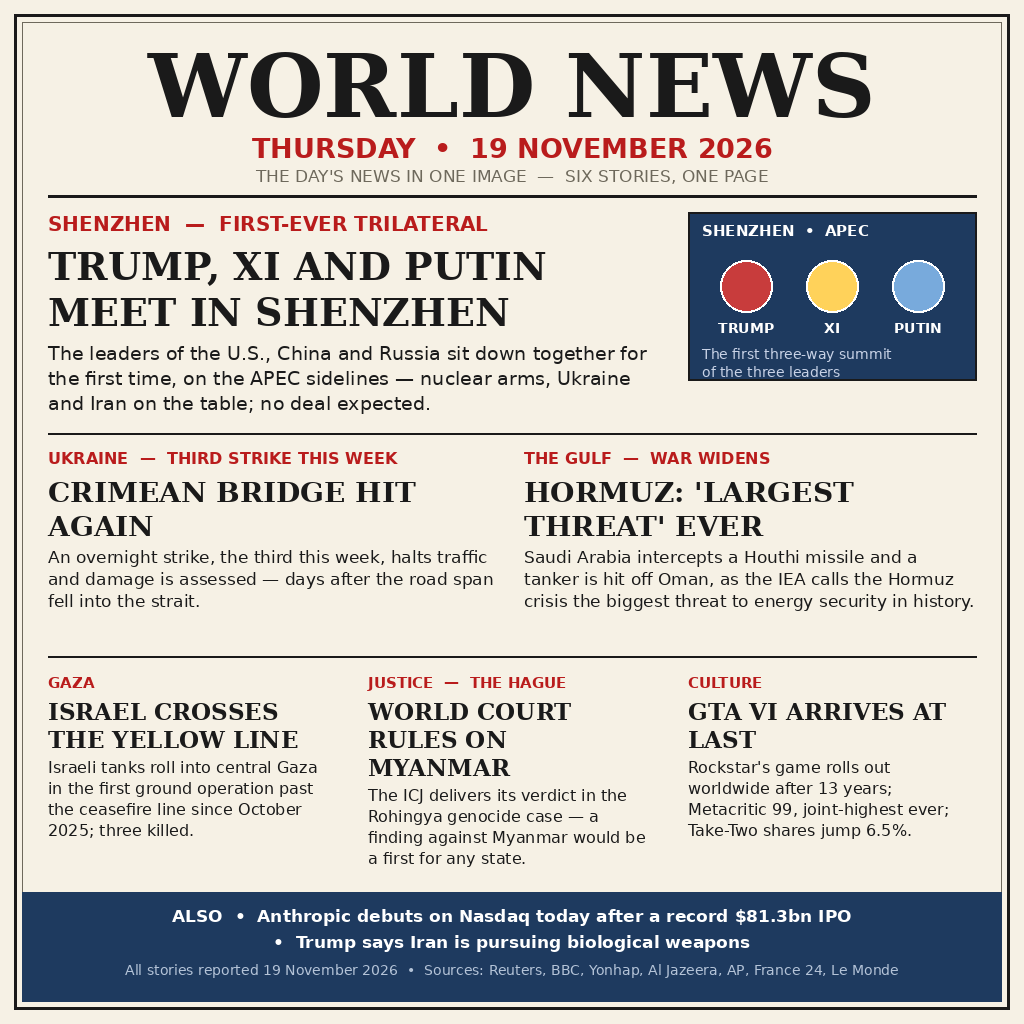 WORLD NEWS
THURSDAY • 19 NOVEMBER 2026
THE DAY'S NEWS IN ONE IMAGE — SIX STORIES, ONE PAGE
SHENZHEN — FIRST-EVER TRILATERAL
TRUMP, XI AND PUTIN
MEET IN SHENZHEN
The leaders of the U.S., China and Russia sit down together for
the first time, on the APEC sidelines — nuclear arms, Ukraine
and Iran on the table; no deal expected.
SHENZHEN • APEC
TRUMP XI PUTIN
The first three-way summit
of the three leaders
UKRAINE — THIRD STRIKE THIS WEEK
CRIMEAN BRIDGE HIT
AGAIN
An overnight strike, the third this week, halts traffic
and damage is assessed — days after the road span
fell into the strait.
THE GULF — WAR WIDENS
HORMUZ: 'LARGEST
THREAT' EVER
Saudi Arabia intercepts a Houthi missile and a
tanker is hit off Oman, as the IEA calls the Hormuz
crisis the biggest threat to energy security in history.
GAZA
ISRAEL CROSSES
THE YELLOW LINE
Israeli tanks roll into central Gaza
in the first ground operation past
the ceasefire line since October
2025; three killed.
JUSTICE — THE HAGUE
WORLD COURT
RULES ON
MYANMAR
The ICJ delivers its verdict in the
Rohingya genocide case — a
finding against Myanmar would be
a first for any state.
CULTURE
GTA VI ARRIVES AT
LAST
Rockstar's game rolls out
worldwide after 13 years;
Metacritic 99, joint-highest ever;
Take-Two shares jump 6.5%.
ALSO • Anthropic debuts on Nasdaq today after a record $81.3bn IPO
• Trump says Iran is pursuing biological weapons
All stories reported 19 November 2026 • Sources: Reuters, BBC, Yonhap, Al Jazeera, AP, France 24, Le Monde